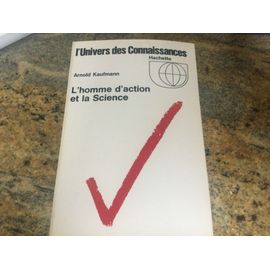 l'Univers des Connaissances
Hachette
Arnold Kaufmann
L'homme d'action
et la Science